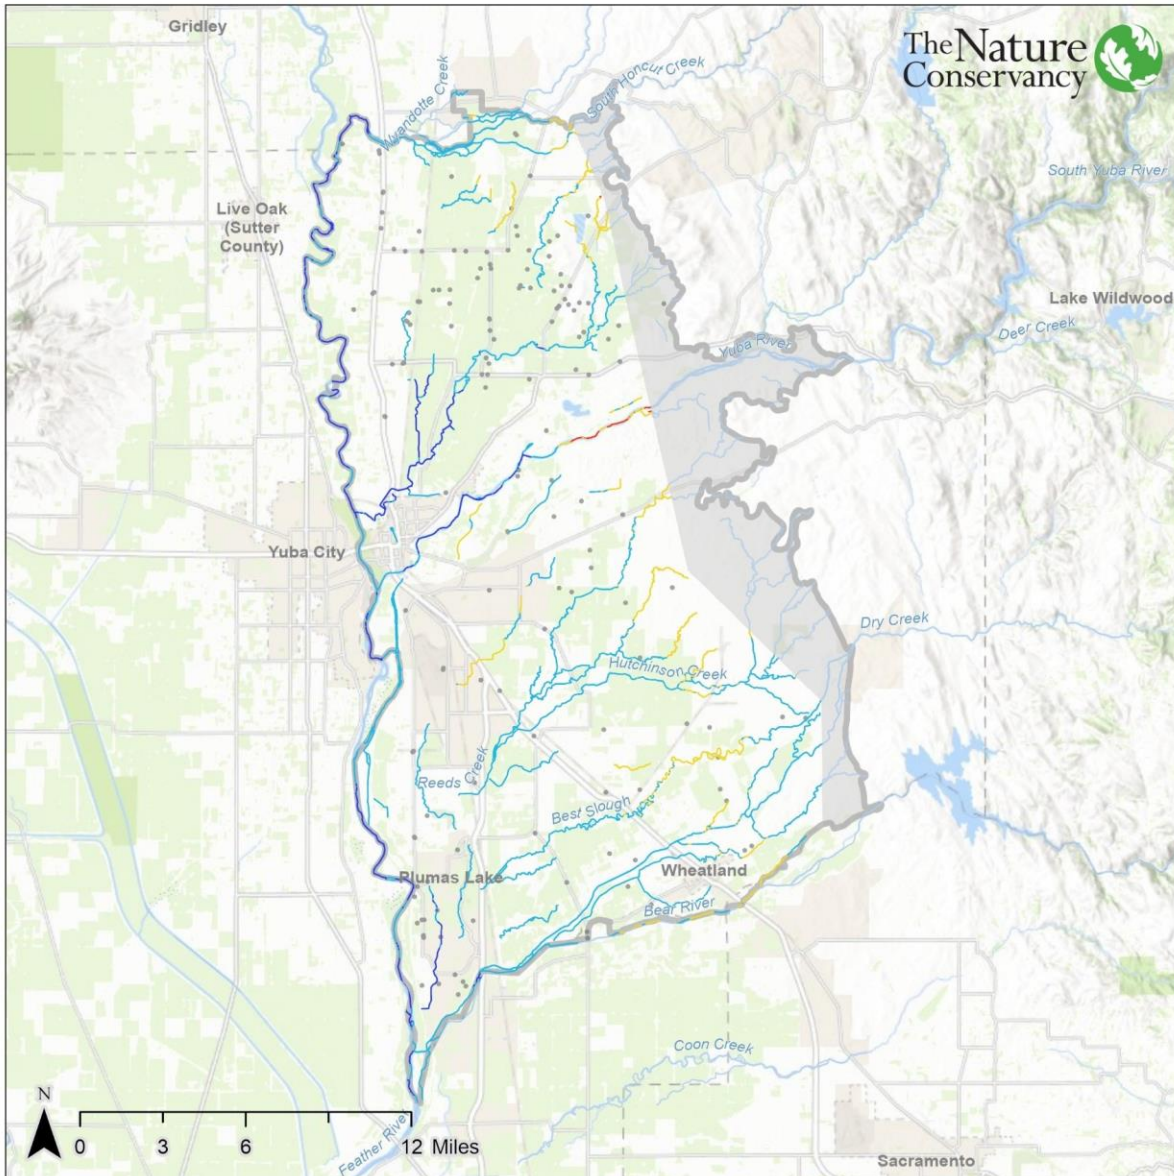 Gridley
The Nature
Conservancy
South Honcut Creek
Wyandotte Creek
South Yuba River
Live Oak
(Sutter
County)
Lake Wildwood
Deer Creek
Yuba River
Yuba City
Dry Creek
Hutchinson Creek
Reeds Creek
Best Slough
Plumas Lake
Wheatland
Bear River
Coon Creek
N
0 3 6 12 Miles
Feather River
Sacramento